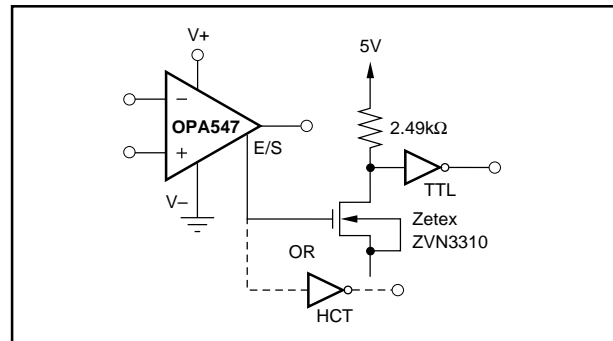 V+
5V
−
OPA547
2.49kΩ
+
E/S
TTL
V−
Zetex
ZVN3310
OR
HCT